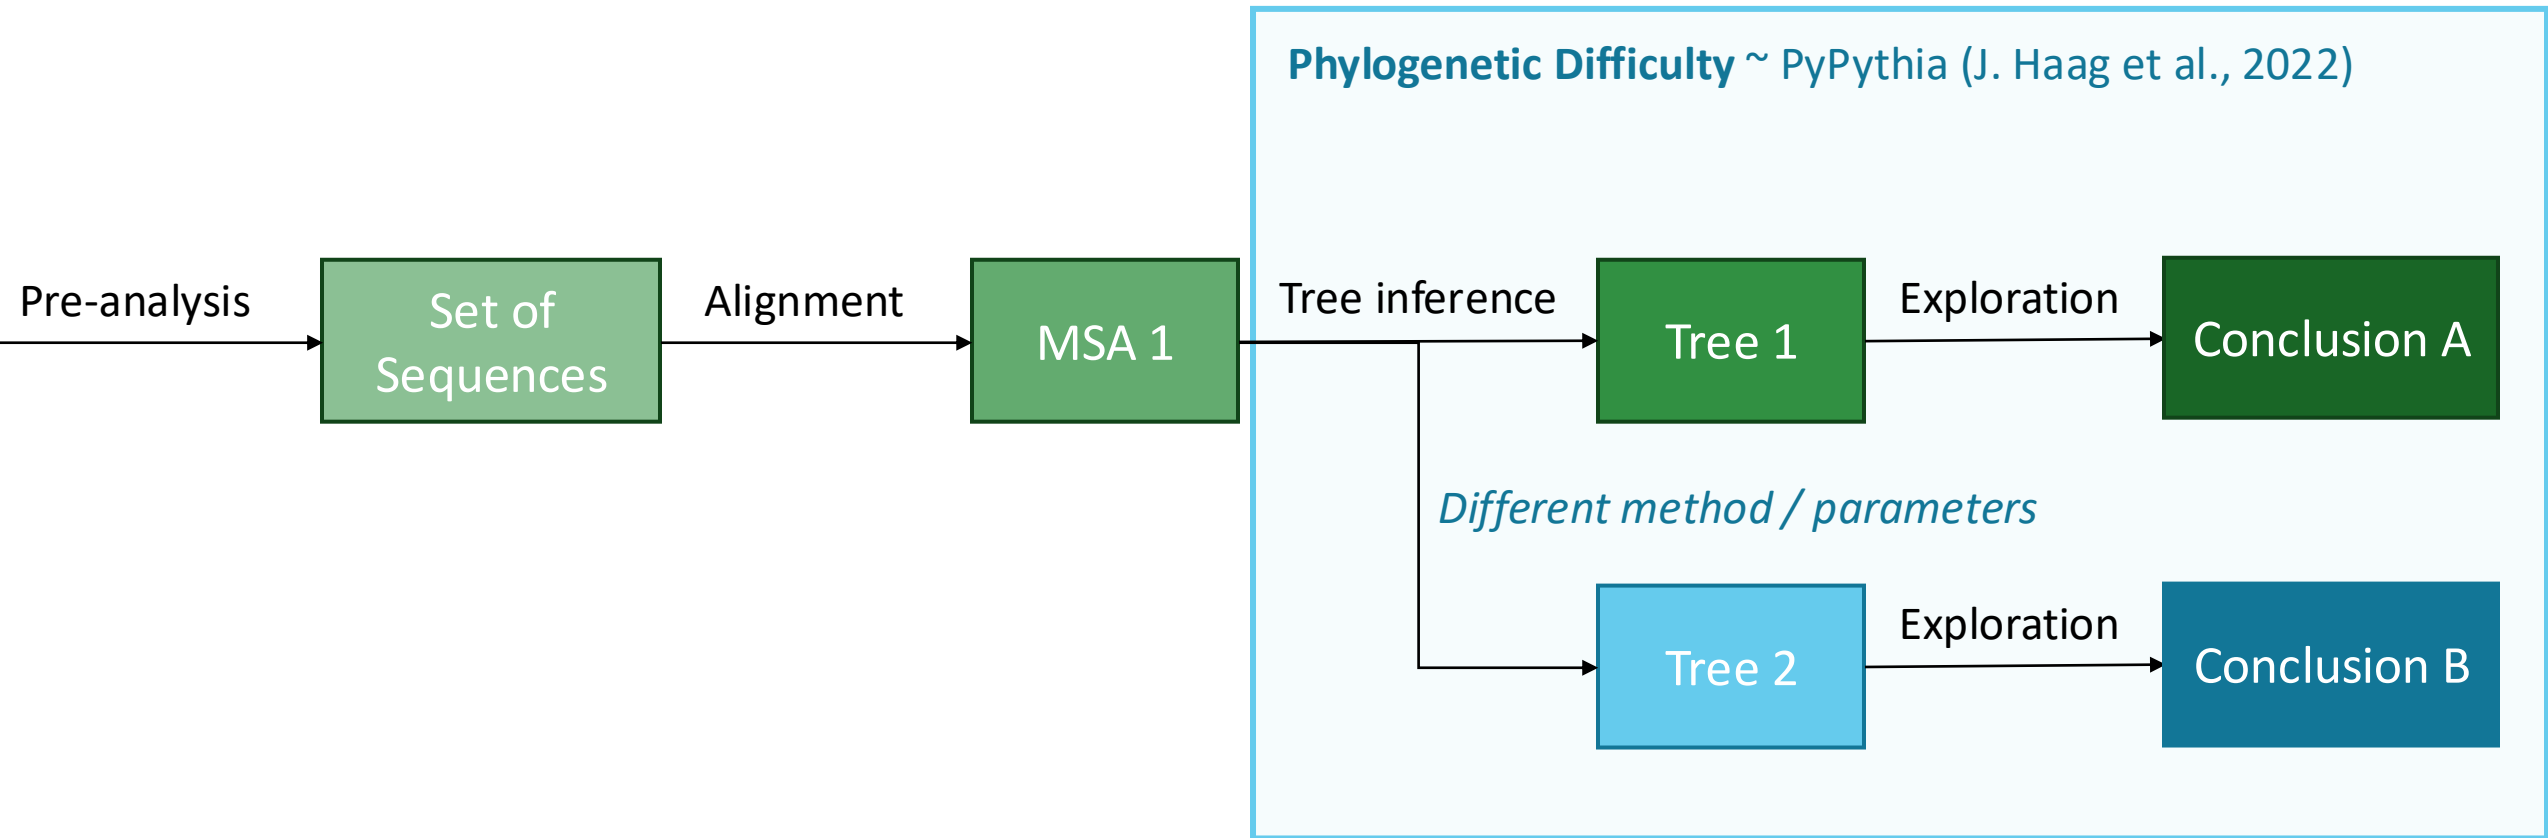 Phylogenetic Difficulty ~ PyPythia (J. Haag et al., 2022)
Pre-analysis
Set of
Sequences
Alignment
MSA 1
Tree inference
Tree 1
Exploration
Conclusion A
Different method / parameters
Tree 2
Exploration
Conclusion B